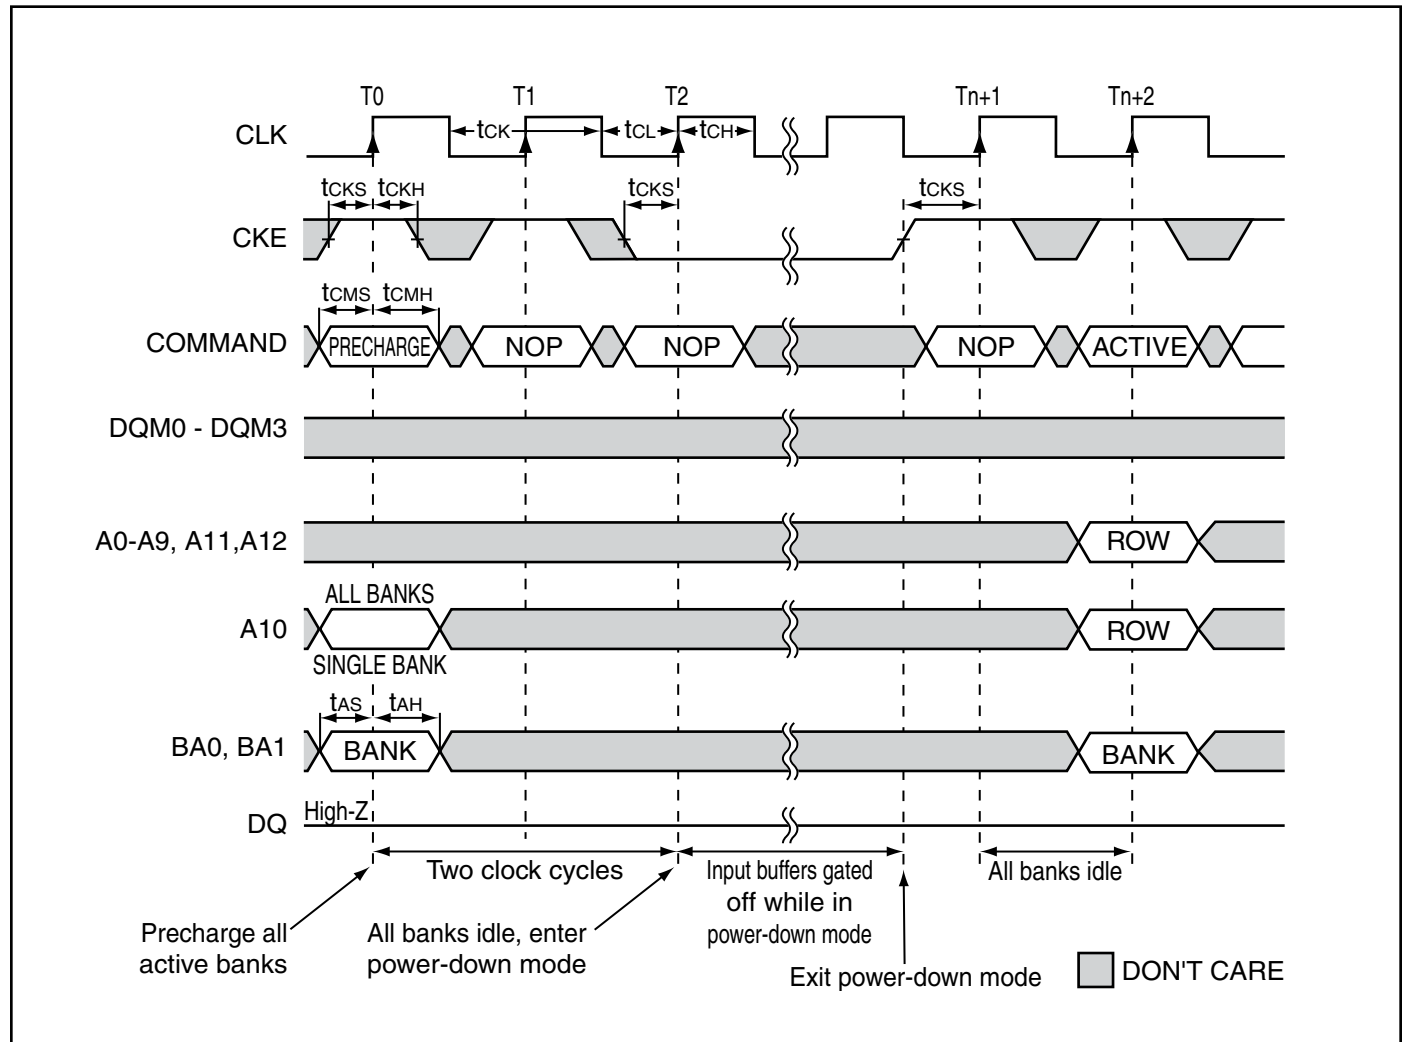 T0 T1 T2 Tn+1 Tn+2
CLK tCK tCL tCH
tCKS tCKH tCKS tCKS
CKE
tCMS tCMH
COMMAND PRECHARGE NOP NOP NOP ACTIVE
DQM0 - DQM3
A0-A9, A11,A12 ROW
ALL BANKS
A10 ROW
SINGLE BANK
tAS tAH
BA0, BA1 BANK BANK
DQ High-Z
Two clock cycles
Input buffers gated
off while in
power-down mode
All banks idle
Precharge all
active banks
All banks idle, enter
power-down mode
Exit power-down mode
DON'T CARE